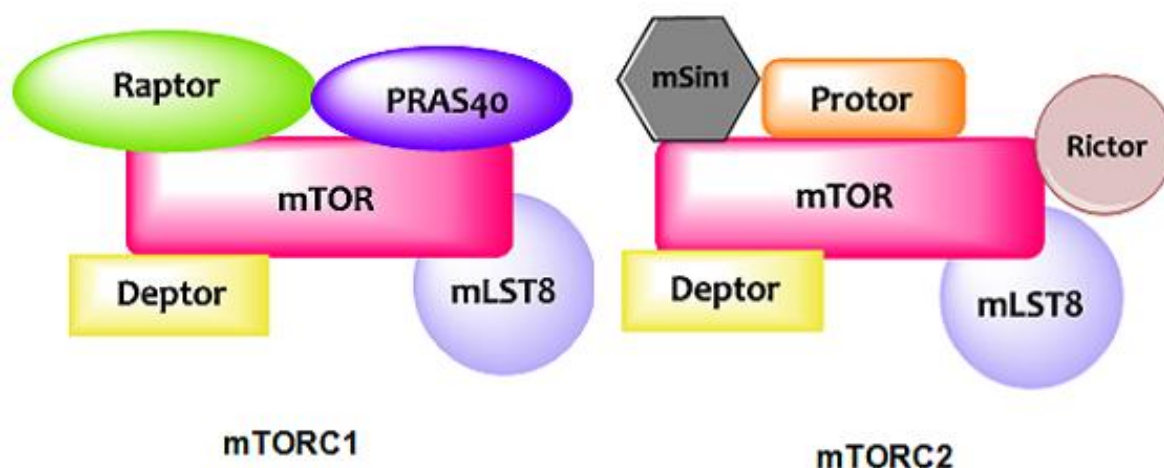 Raptor
PRAS40
mTOR
Deptor
mLST8
mTORC1
mSin1
Protor
Rictor
mTOR
Deptor
mLST8
mTORC2